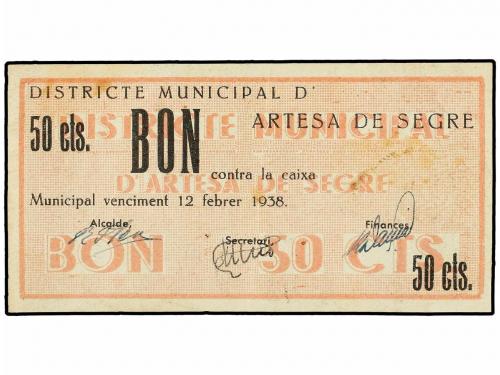 DISTRICTE MUNICIPAL D'
ARTESA DE SEGRE
50 cts. BON
contra la caixa
Municipal venciment 12 febrer 1938.
Alcalde,
Secretari
Finances
50 cts.
DISTRICTE MUNICIPAL
D'ARTESA DE SEGRE
BON 50 CTS.